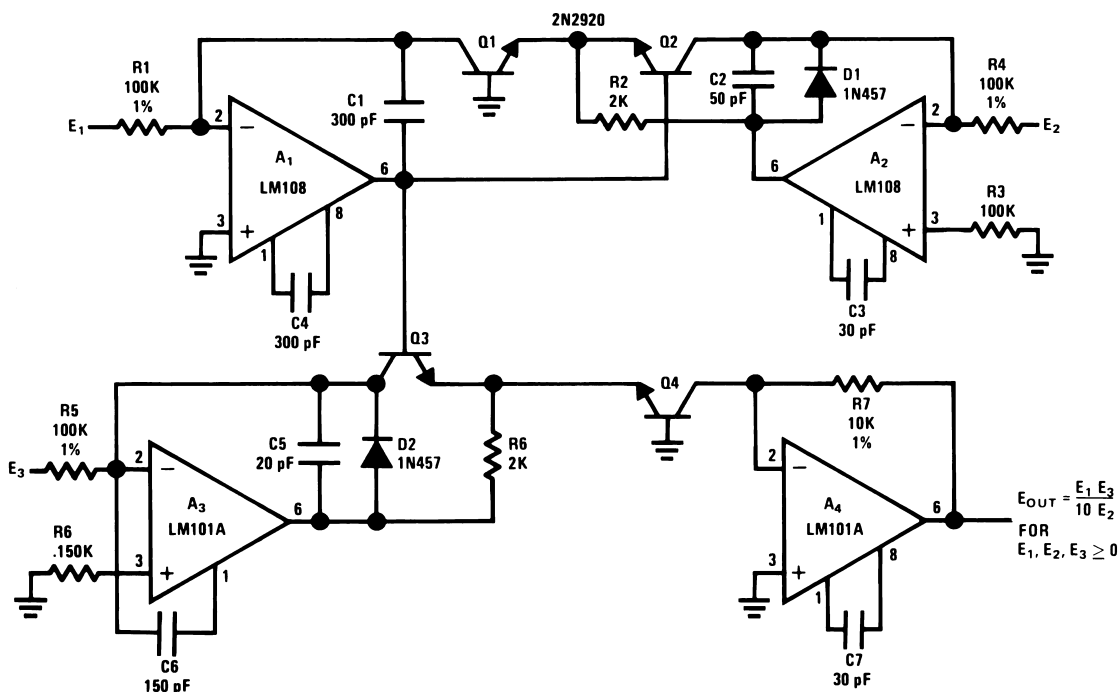 2N2920
Q1
Q2
R1
100K
1%
C1
300 pF
R2
2K
C2
50 pF
D1
1N457
R4
100K
1%
E1
2
−
A1
LM108
6
3
+
1
8
C4
300 pF
2
−
E2
A2
LM108
6
R3
100K
3
+
1
8
C3
30 pF
Q3
Q4
R5
100K
1%
C5
20 pF
D2
1N457
R6
2K
R7
10K
1%
E3
2
−
A3
LM101A
6
R6
.150K
3
+
1
C6
150 pF
2
−
A4
LM101A
6
8
3
+
1
C7
30 pF
EOUT = E1 E3
10 E2
FOR
E1, E2, E3 ≥ 0